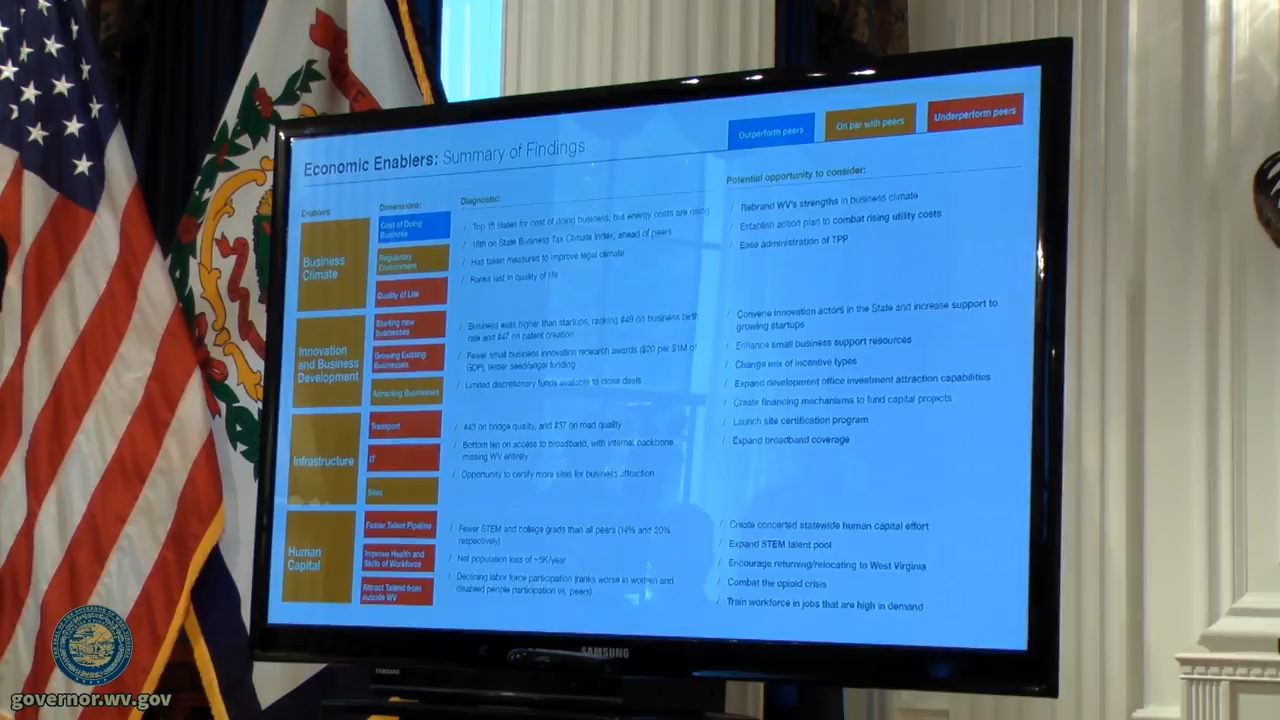 Outperform peers
On par with peers
Underperform peers
Economic Enablers: Summary of Findings
Enablers
Dimensions:
Diagnostic:
Potential opportunity to consider:
Business
Climate
Cost of Doing
Business
Regulatory
Environment
Quality of Life
/ Top 15 states for cost of doing business, but energy costs are rising
/ 18th on State Business Tax Climate Index, ahead of peers
/ Has taken measures to improve legal climate
/ Ranks last in quality of life
/ Rebrand WV's strengths in business climate
/ Establish action plan to combat rising utility costs
/ Ease administration of TPP
Innovation
and Business
Development
Starting new
businesses
Growing Existing
Businesses
Attracting Businesses
/ Business exits higher than startups, ranking #49 on business birth
rate and #47 on patent creation
/ Fewer small business innovation research awards ($20 per $1M of
GDP), lesser seed/angel funding
/ Limited discretionary funds available to close deals
/ Convene innovation actors in the State and increase support to
growing startups
/ Enhance small business support resources
/ Change mix of incentive types
/ Expand development office investment attraction capabilities
/ Create financing mechanisms to fund capital projects
/ Launch site certification program
/ Expand broadband coverage
Infrastructure
Transport
IT
Sites
/ #43 on bridge quality, and #37 on road quality
/ Bottom ten on access to broadband, with internal backbone
missing WV entirely
/ Opportunity to certify more sites for business attraction
Human
Capital
Foster Talent Pipeline
Improve Health and
Skills of Workforce
Attract Talend from
outside WV
/ Fewer STEM and college grads than all peers (14% and 20%
respectively)
/ Net population loss of ~5K/year
/ Declining labor force participation (ranks worse in women and
disabled people participation vs. peers)
/ Create concerted statewide human capital effort
/ Expand STEM talent pool
/ Encourage returning/relocating to West Virginia
/ Combat the opioid crisis
/ Train workforce in jobs that are high in demand
SAMSUNG
governor.wv.gov